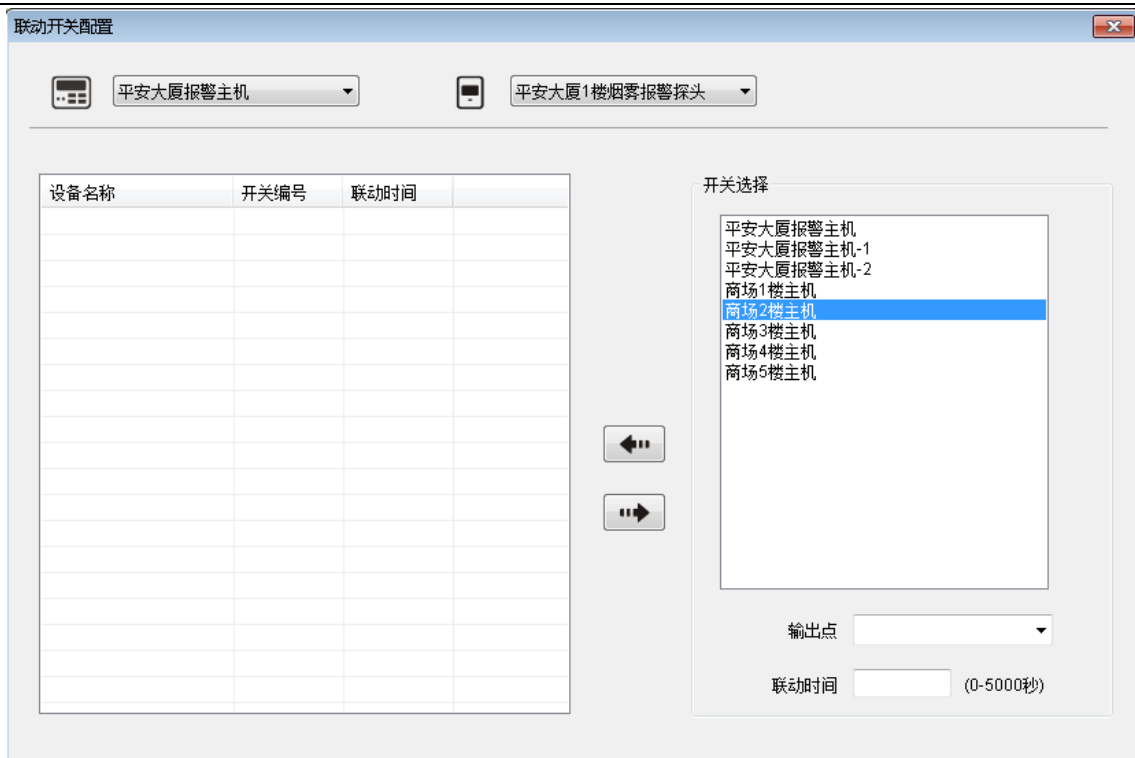 联动开关配置
平安大厦报警主机
平安大厦1楼烟雾报警探头
设备名称 开关编号 联动时间
开关选择
平安大厦报警主机
平安大厦报警主机-1
平安大厦报警主机-2
商场1楼主机
商场2楼主机
商场3楼主机
商场4楼主机
商场5楼主机
输出点
联动时间 (0-5000秒)